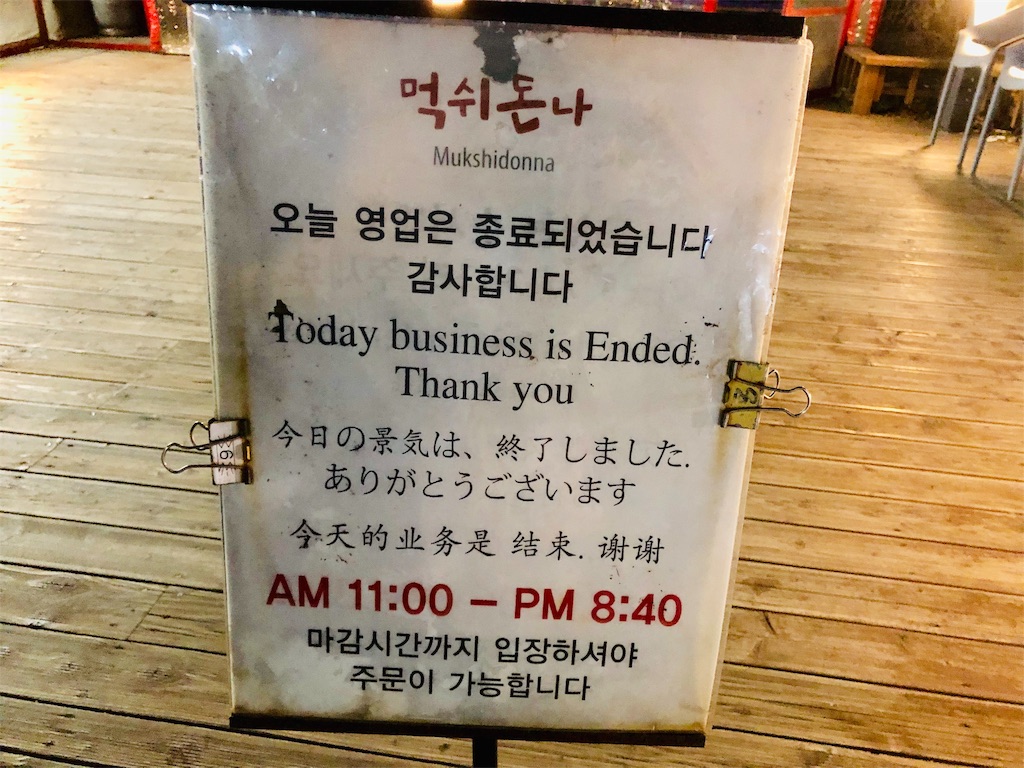 먹쉬돈나
Mukshidonna
오늘 영업은 종료되었습니다
감사합니다
Today business is Ended.
Thank you
今日の景気は、終了しました.
ありがとうございます
今天的业务是 结束. 谢谢
AM 11:00 – PM 8:40
마감시간까지 입장하셔야
주문이 가능합니다